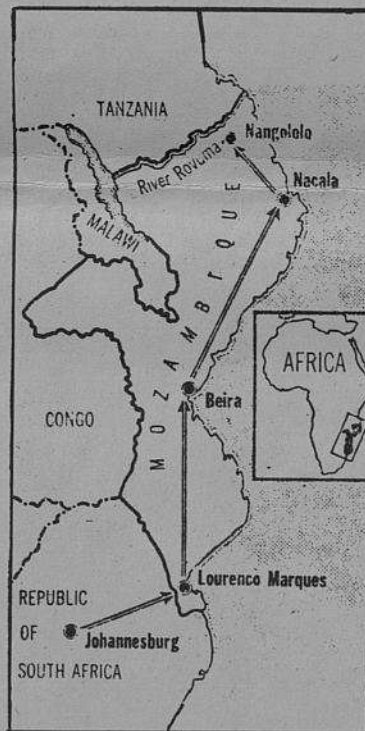 TANZANIA
Nangololo
River Rovuma
Nacala
MALAWI
MOZAMBIQUE
AFRICA
Beira
CONGO
Lourenco Marques
REPUBLIC
OF
SOUTH AFRICA
Johannesburg